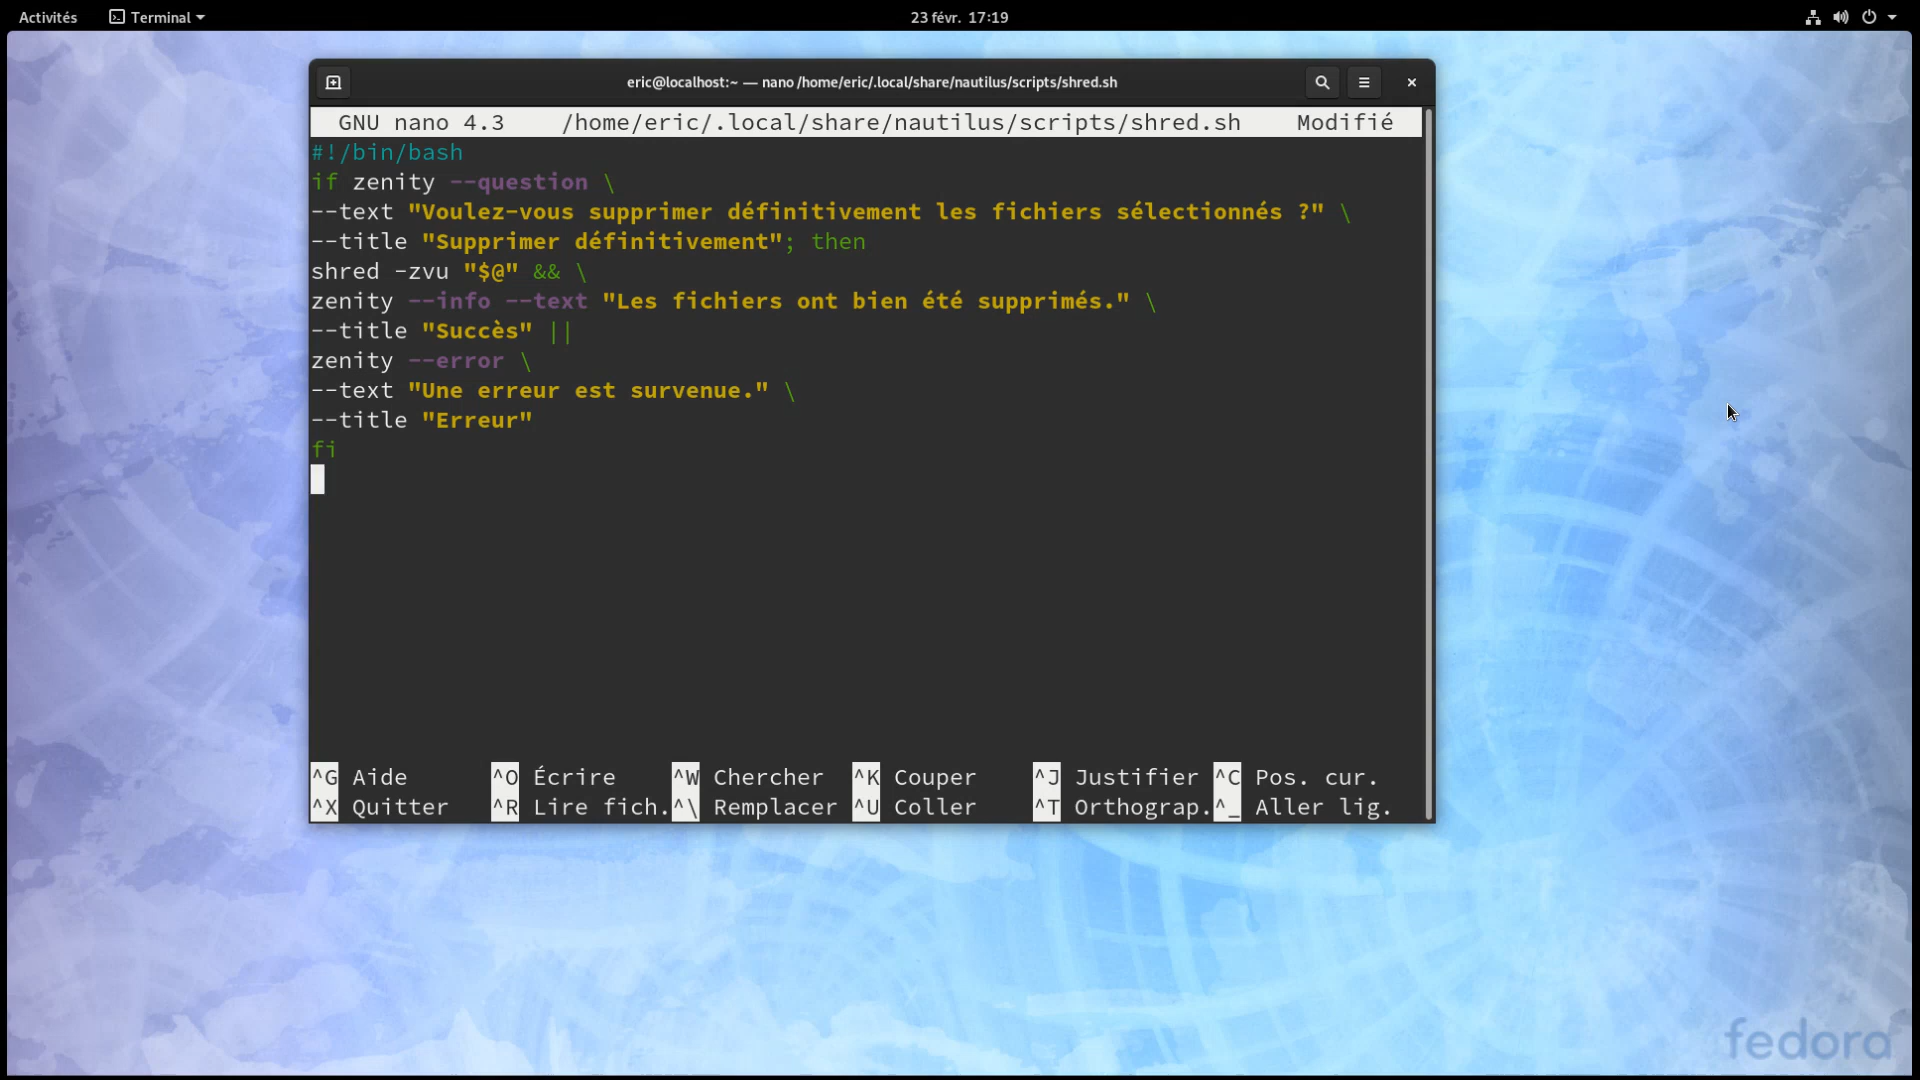 Activités Terminal 23 févr. 17:19
eric@localhost:~ — nano /home/eric/.local/share/nautilus/scripts/shred.sh
GNU nano 4.3 /home/eric/.local/share/nautilus/scripts/shred.sh Modifié
#!/bin/bash
if zenity --question \
--text "Voulez-vous supprimer définitivement les fichiers sélectionnés ?" \
--title "Supprimer définitivement"; then
shred -zvu "$@" && \
zenity --info --text "Les fichiers ont bien été supprimés." \
--title "Succès" ||
zenity --error \
--text "Une erreur est survenue." \
--title "Erreur"
fi
^G Aide ^O Écrire ^W Chercher ^K Couper ^J Justifier ^C Pos. cur.
^X Quitter ^R Lire fich. ^\ Remplacer ^U Coller ^T Orthograp. ^_ Aller lig.
fedora